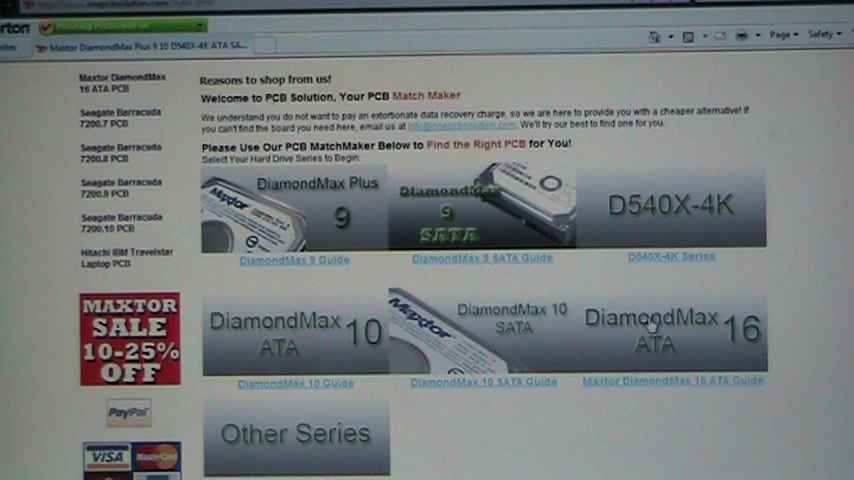 Norton
Page
Safety
Maxtor DiamondMax Plus 9 10 D540X-4K ATA SA...
Maxtor DiamondMax
16 ATA PCB
Seagate Barracuda
7200.7 PCB
Seagate Barracuda
7200.8 PCB
Seagate Barracuda
7200.9 PCB
Seagate Barracuda
7200.10 PCB
Hitachi IBM Travelstar
Laptop PCB
MAXTOR
SALE
10-25%
OFF
PayPal
VISA
MasterCard
Reasons to shop from us!
Welcome to PCB Solution, Your PCB Match Maker
We understand you do not want to pay an extortionate data recovery charge, so we are here to provide you with a cheaper alternative! If
you can't find the board you need here, email us at info@onepcbsolution.com. We'll try our best to find one for you.
Please Use Our PCB MatchMaker Below to Find the Right PCB for You!
Select Your Hard Drive Series to Begin:
DiamondMax Plus
9
Maxtor
DiamondMax
9
SATA
D540X-4K
DiamondMax 9 Guide
DiamondMax 9 SATA Guide
D540X-4K Series
DiamondMax
ATA
10
Maxtor
DiamondMax 10
SATA
DiamondMax
ATA
16
DiamondMax 10 Guide
DiamondMax 10 SATA Guide
Maxtor DiamondMax 16 ATA Guide
Other Series